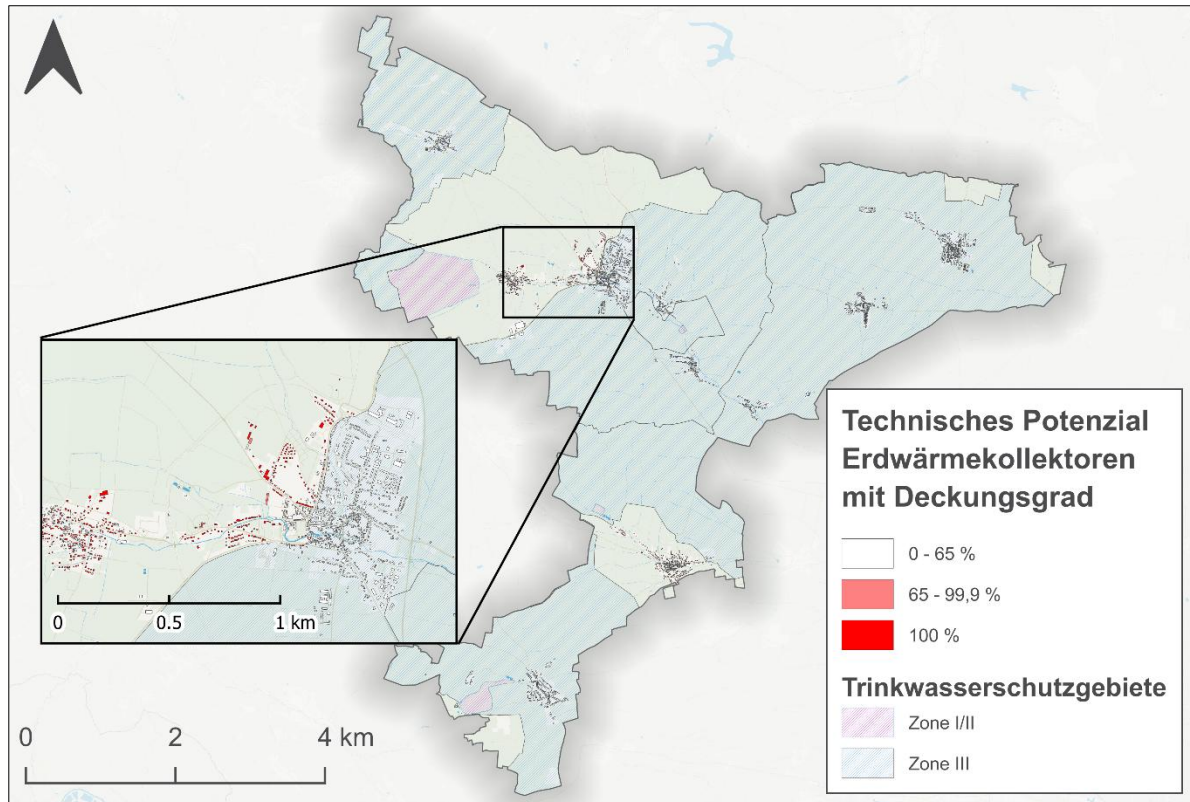 0 0.5 1 km
0 2 4 km
Technisches Potenzial
Erdwärmekollektoren
mit Deckungsgrad
0 - 65 %
65 - 99,9 %
100 %
Trinkwasserschutzgebiete
Zone I/II
Zone III